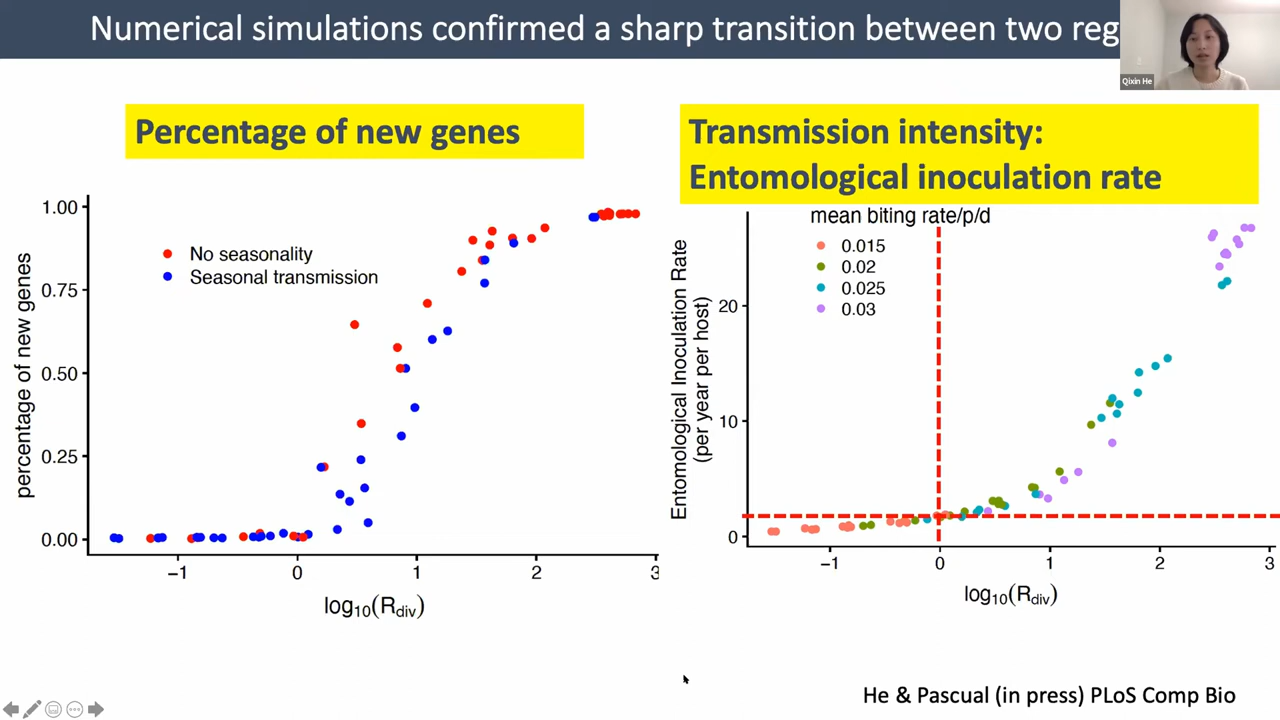 Numerical simulations confirmed a sharp transition between two reg
Qixin He
Percentage of new genes
Transmission intensity:
Entomological inoculation rate
percentage of new genes
1.00
0.75
0.50
0.25
0.00
No seasonality
Seasonal transmission
−1
0
1
2
3
log10(Rdiv)
Entomological Inoculation Rate
(per year per host)
mean biting rate/p/d
0.015
0.02
0.025
0.03
20
10
0
−1
0
1
2
3
log10(Rdiv)
He & Pascual (in press) PLoS Comp Bio